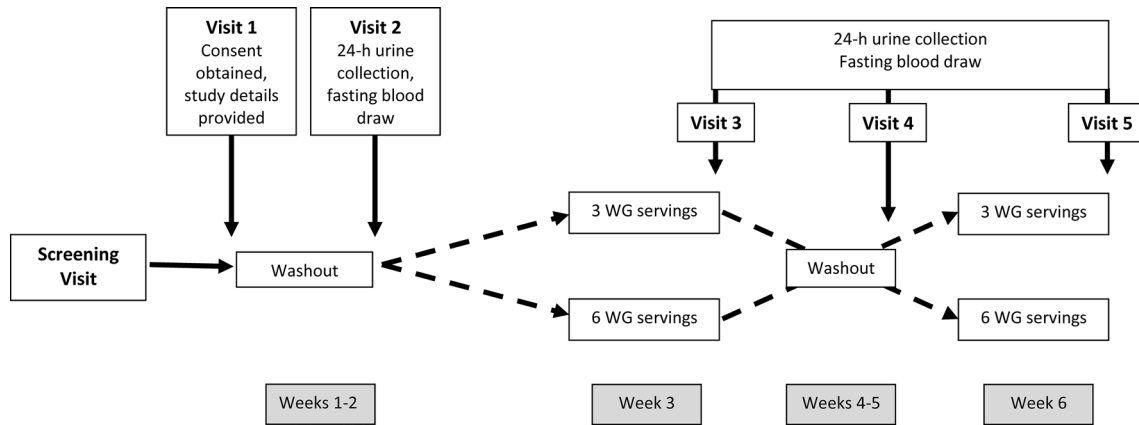 Visit 1
Consent
obtained,
study details
provided
Visit 2
24-h urine
collection,
fasting blood
draw
24-h urine collection
Fasting blood draw
Visit 3
Visit 4
Visit 5
Screening
Visit
Washout
3 WG servings
6 WG servings
Washout
3 WG servings
6 WG servings
Weeks 1-2
Week 3
Weeks 4-5
Week 6